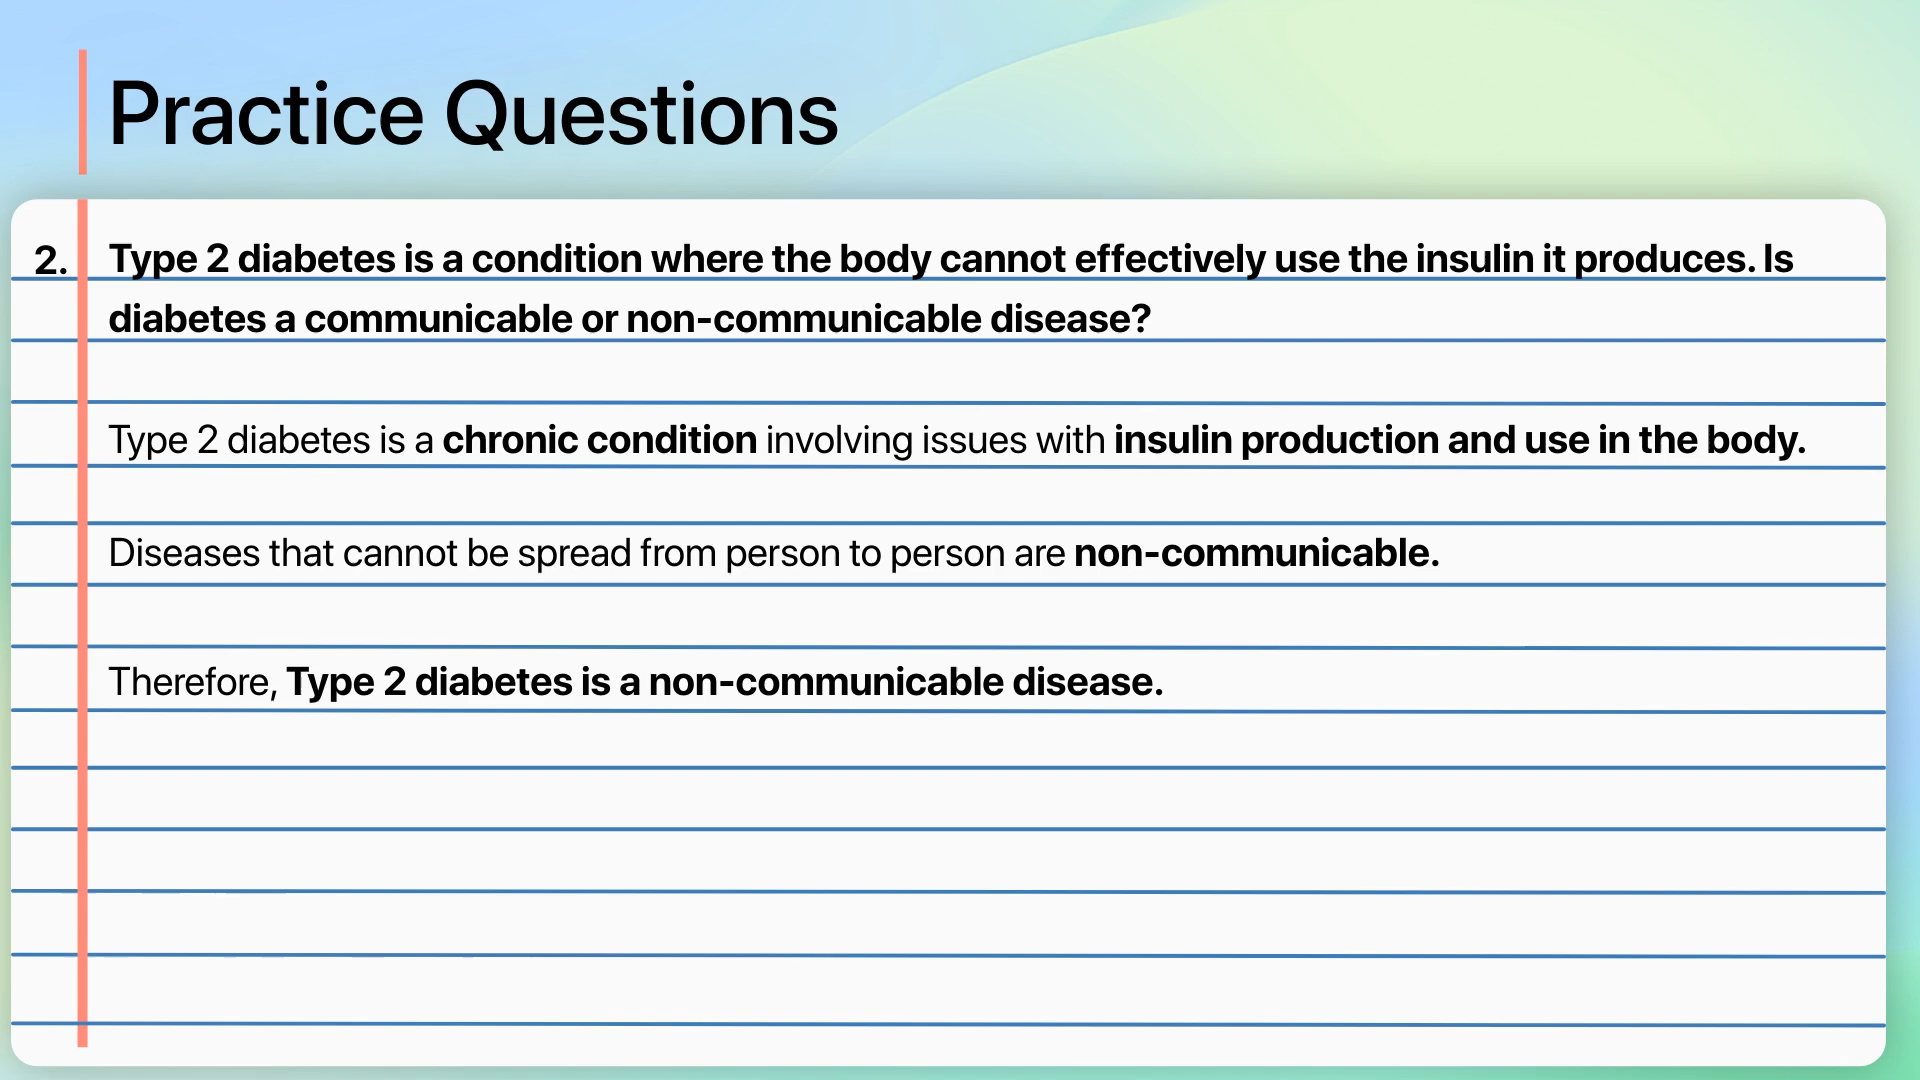 Practice Questions
2. Type 2 diabetes is a condition where the body cannot effectively use the insulin it produces. Is
diabetes a communicable or non-communicable disease?
Type 2 diabetes is a chronic condition involving issues with insulin production and use in the body.
Diseases that cannot be spread from person to person are non-communicable.
Therefore, Type 2 diabetes is a non-communicable disease.